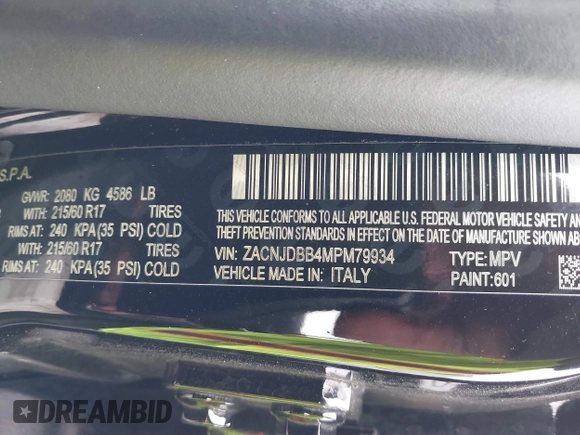 S.P.A.
GVWR: 2080 KG 4586 LB
WITH: 215/60 R17 TIRES
RIMS AT: 240 KPA (35 PSI) COLD
WITH: 215/60 R17 TIRES
RIMS AT: 240 KPA (35 PSI) COLD
THIS VEHICLE CONFORMS TO ALL APPLICABLE U.S. FEDERAL MOTOR VEHICLE SAFETY AN
THEFT PREVENTION STANDARDS IN EFFECT ON THE DATE OF MANUFACTURE SHOWN AB
VIN: ZACNJDBB4MPM79934 TYPE: MPV
VEHICLE MADE IN: ITALY PAINT: 601
DREAMBID